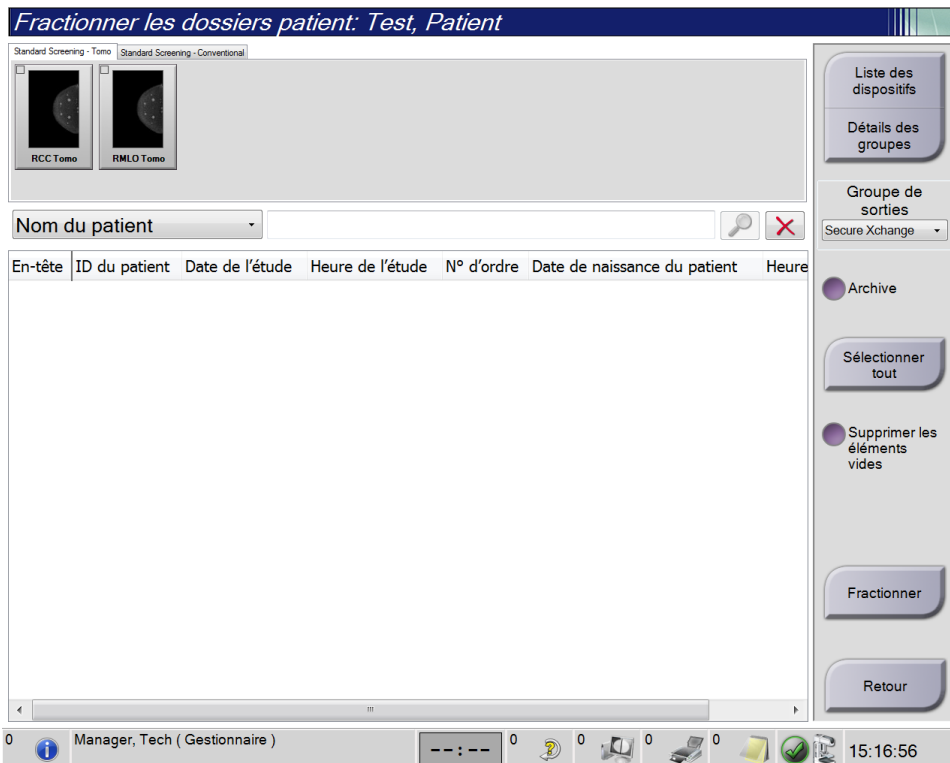 Fractionner les dossiers patient: Test, Patient
Standard Screening - Tomo
Standard Screening - Conventional
RCC Tomo
RMLO Tomo
Nom du patient
En-tête ID du patient Date de l'étude Heure de l'étude N° d'ordre Date de naissance du patient Heure
Liste des
dispositifs
Détails des
groupes
Groupe de
sorties
Secure Xchange
Archive
Sélectionner
tout
Supprimer les
éléments
vides
Fractionner
Retour
0 Manager, Tech ( Gestionnaire ) --:-- 0 0 0 0 15:16:56